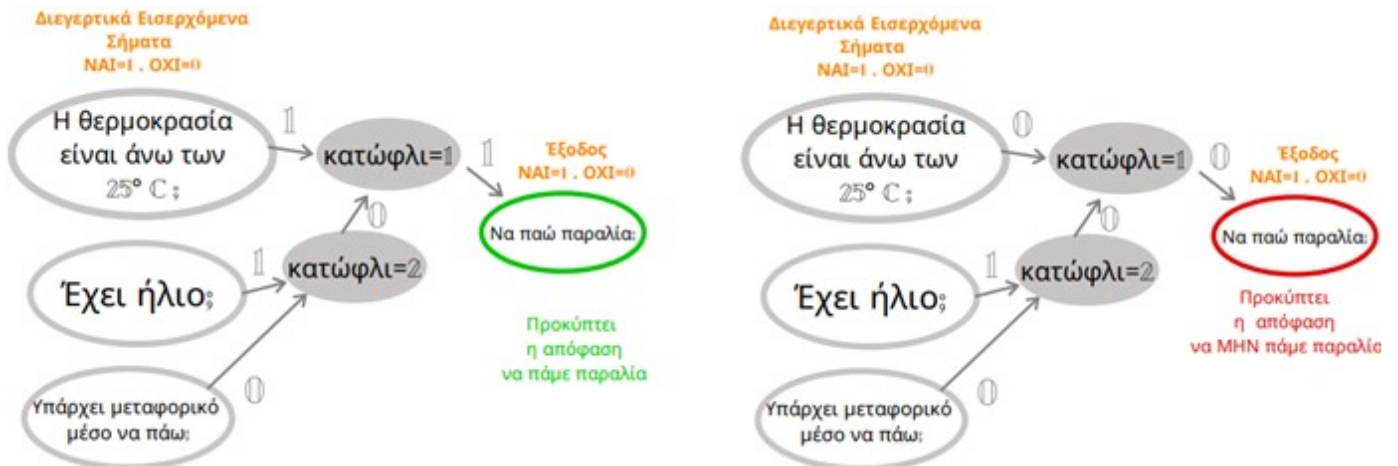 Διεγερτικά Εισερχόμενα
Σήματα
ΝΑΙ=1 . ΟΧΙ=0
Η θερμοκρασία
είναι άνω των
25° C ;
1
κατώφλι=1
1
Έξοδος
ΝΑΙ=1 . ΟΧΙ=0
Να παώ παραλία;
0
Έχει ήλιο;
1
κατώφλι=2
Προκύπτει
η απόφαση
να πάμε παραλία
Υπάρχει μεταφορικό
μέσο να πάω;
0
Διεγερτικά Εισερχόμενα
Σήματα
ΝΑΙ=1 . ΟΧΙ=0
Η θερμοκρασία
είναι άνω των
25° C ;
0
κατώφλι=1
0
Έξοδος
ΝΑΙ=1 . ΟΧΙ=0
Να παώ παραλία;
0
Έχει ήλιο;
1
κατώφλι=2
Προκύπτει
η απόφαση
να ΜΗΝ πάμε παραλία
Υπάρχει μεταφορικό
μέσο να πάω;
0